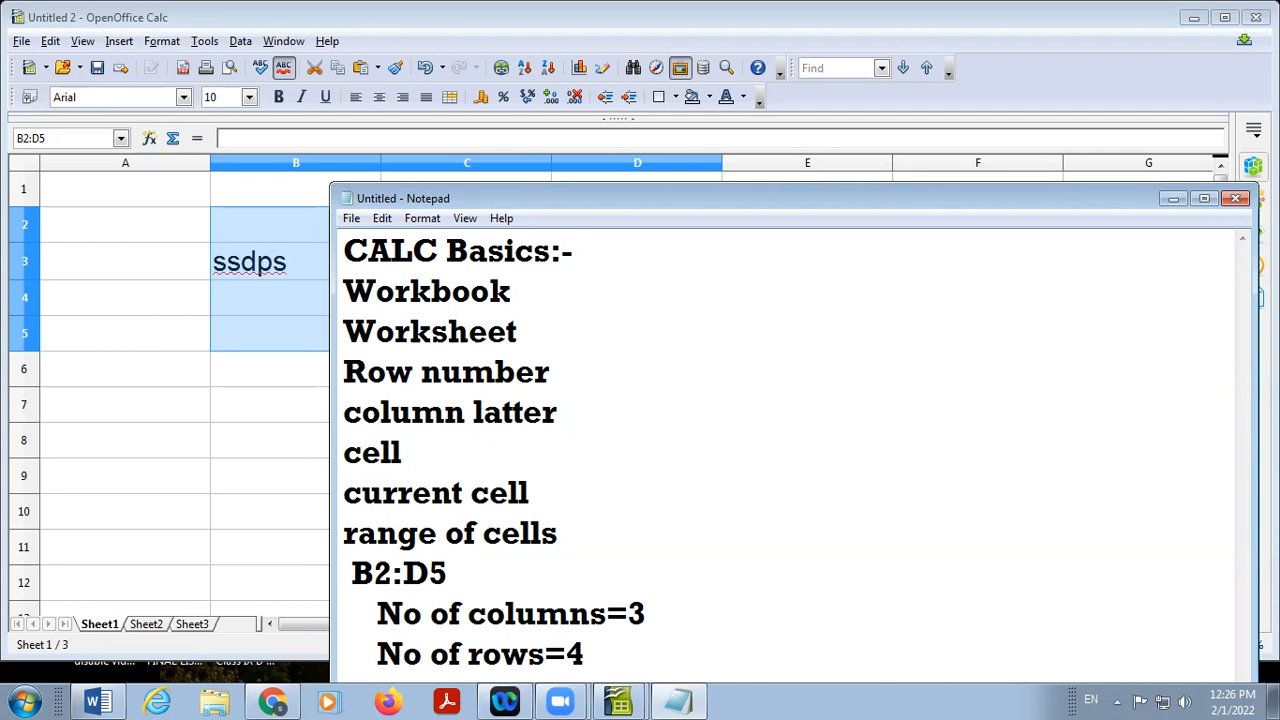 Untitled 2 - OpenOffice Calc
File Edit View Insert Format Tools Data Window Help
Find
Arial 10
B2:D5
A B C D E F G
1
2
3 ssdps
4
5
6
7
8
9
10
11
12
Untitled - Notepad
File Edit Format View Help
CALC Basics:-
Workbook
Worksheet
Row number
column latter
cell
current cell
range of cells
B2:D5
No of columns=3
No of rows=4
Sheet1 Sheet2 Sheet3
Sheet 1 / 3
EN
12:26 PM
2/1/2022